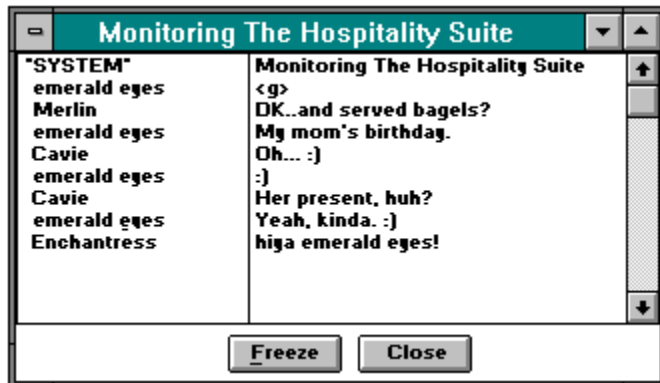 Monitoring The Hospitality Suite
"SYSTEM" Monitoring The Hospitality Suite
emerald eyes <g>
Merlin OK..and served bagels?
emerald eyes My mom's birthday.
Cavie Oh... :)
emerald eyes :)
Cavie Her present, huh?
emerald eyes Yeah, kinda. :)
Enchantress hiya emerald eyes!
Freeze Close